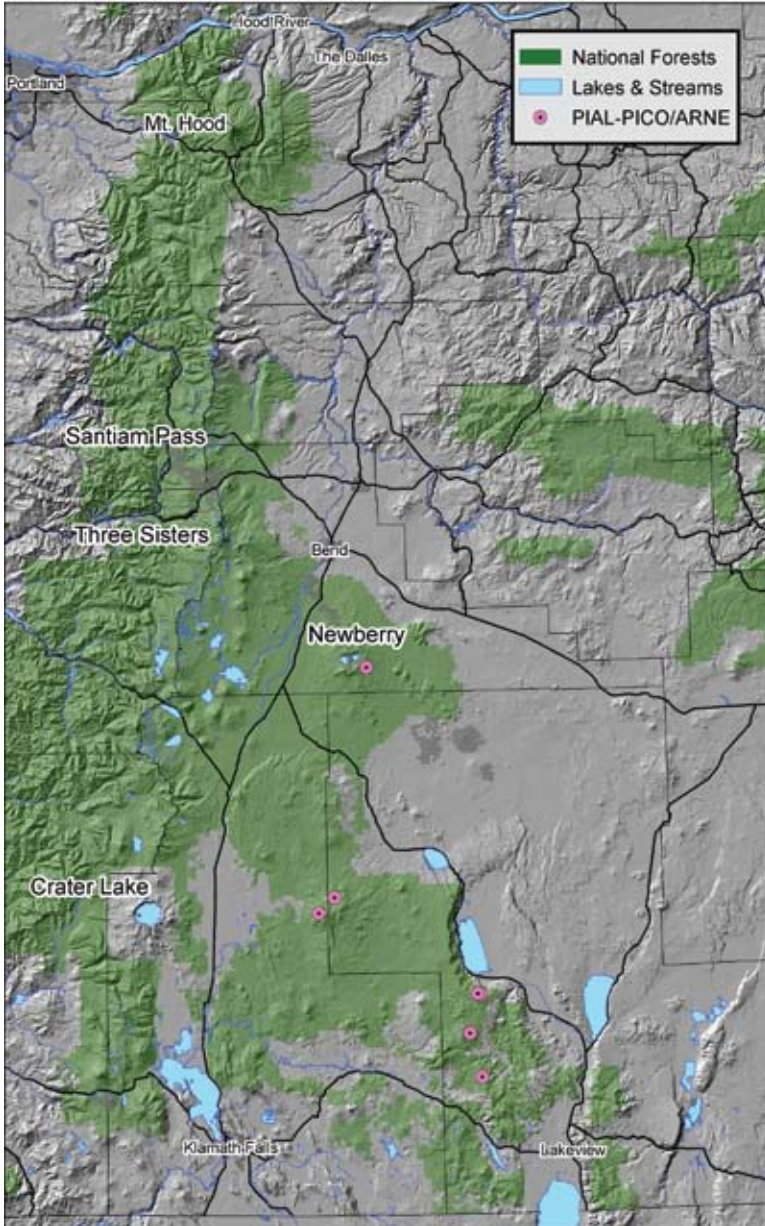 Hood River
The Dalles
Portland
Mt. Hood
National Forests
Lakes & Streams
PIAL-PICO/ARNE
Santiam Pass
Three Sisters
Bend
Newberry
Crater Lake
Klamath Falls
Lakeview